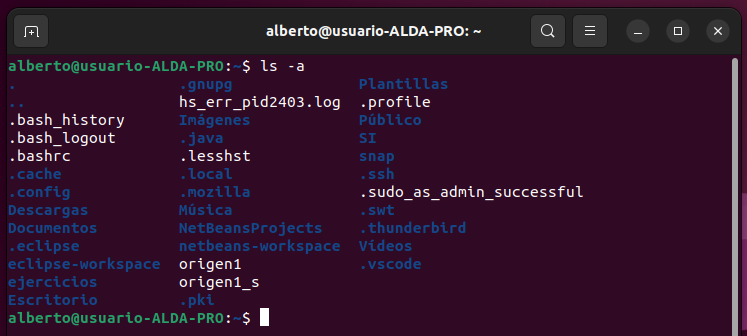 alberto@usuario-ALDA-PRO: ~
alberto@usuario-ALDA-PRO:~$ ls -a
. .gnupg Plantillas
.. hs_err_pid2403.log .profile
.bash_history Imágenes Público
.bash_logout .java SI
.bashrc .lesshst snap
.cache .local .ssh
.config .mozilla .sudo_as_admin_successful
Descargas Música .swt
Documentos NetBeansProjects .thunderbird
.eclipse netbeans-workspace Vídeos
eclipse-workspace origen1 .vscode
ejercicios origen1_s
Escritorio .pki
alberto@usuario-ALDA-PRO:~$